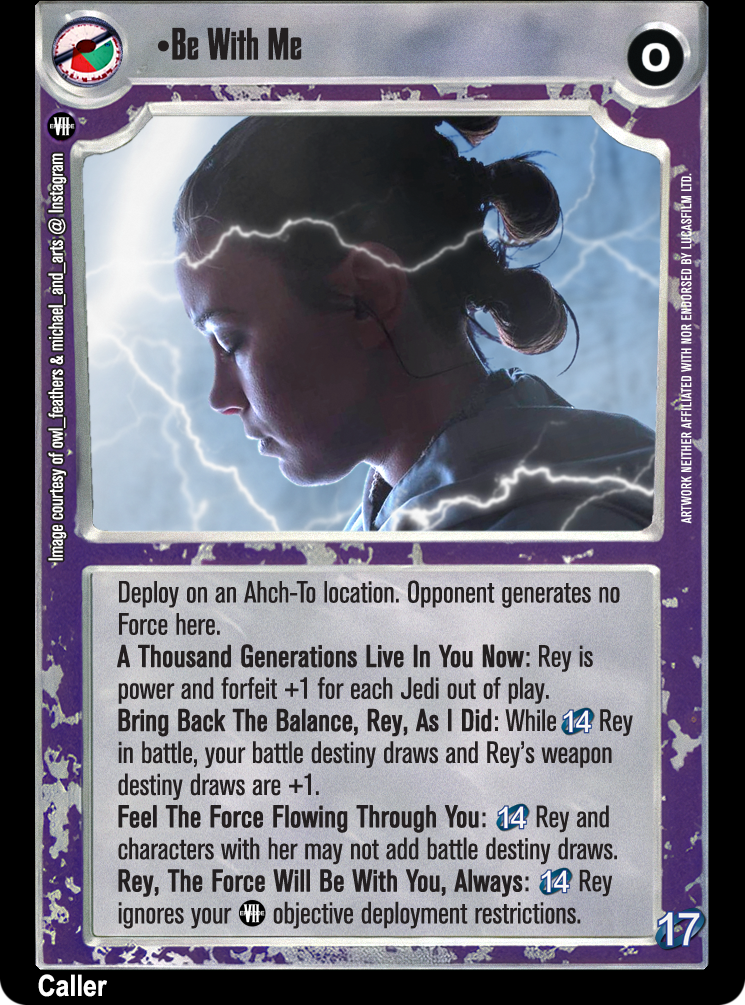 •Be With Me
0
EPISODE VII
Image courtesy of owl_feathers & michael_and_arts @ Instagram
ARTWORK NEITHER AFFILIATED WITH NOR ENDORSED BY LUCASFILM LTD.
Deploy on an Ahch-To location. Opponent generates no
Force here.
A Thousand Generations Live In You Now: Rey is
power and forfeit +1 for each Jedi out of play.
Bring Back The Balance, Rey, As I Did: While 14 Rey
in battle, your battle destiny draws and Rey's weapon
destiny draws are +1.
Feel The Force Flowing Through You: 14 Rey and
characters with her may not add battle destiny draws.
Rey, The Force Will Be With You, Always: 14 Rey
ignores your EPISODE VII objective deployment restrictions.
17
Caller